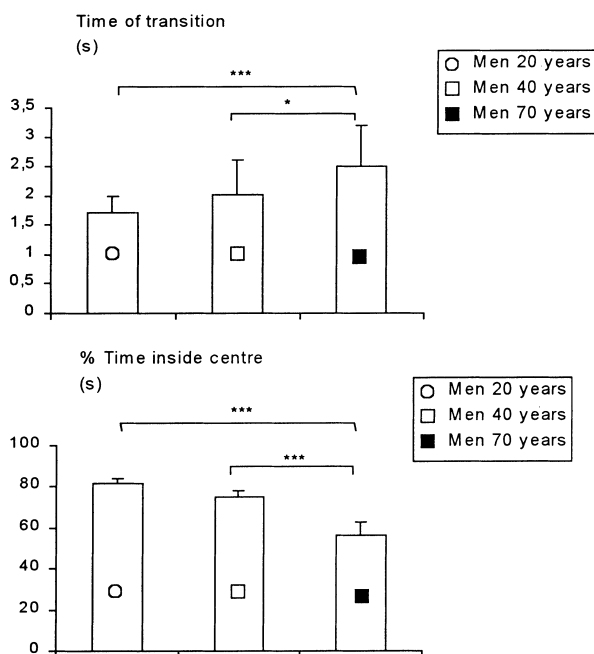 Time of transition
(s)
○ Men 20 years
□ Men 40 years
■ Men 70 years
***
*
3,5
3
2,5
2
1,5
1
0,5
0
% Time inside centre
(s)
○ Men 20 years
□ Men 40 years
■ Men 70 years
***
***
100
80
60
40
20
0